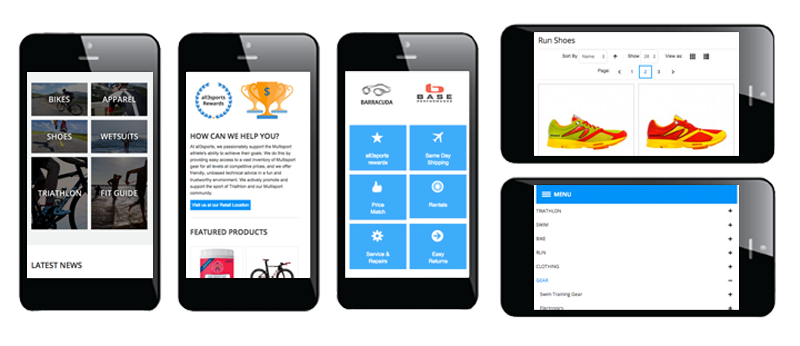 BIKES
APPAREL
SHOES
WETSUITS
TRIATHLON
FIT GUIDE
LATEST NEWS
all3sports
Rewards
$
HOW CAN WE HELP YOU?
At all3sports, we passionately support the Multisport
athlete's ability to achieve their goals. We do this by
providing easy access to a vast inventory of Multisport
gear for all levels at competitive prices, and we offer
friendly, unbiased technical advice in a fun and
trustworthy environment. We actively promote and
support the sport of Triathlon and our Multisport
community.
Visit us at our Retail Location
FEATURED PRODUCTS
BARRACUDA
BASE
PERFORMANCE
all3sports
rewards
Same Day
Shipping
Price
Match
Rentals
Service &
Repairs
Easy
Returns
Run Shoes
Sort By Name Show 28 View as:
Page: < 1 2 3 >
MENU
TRIATHLON +
SWIM +
BIKE +
RUN +
CLOTHING +
GEAR −
Swim Training Gear +
Electronics